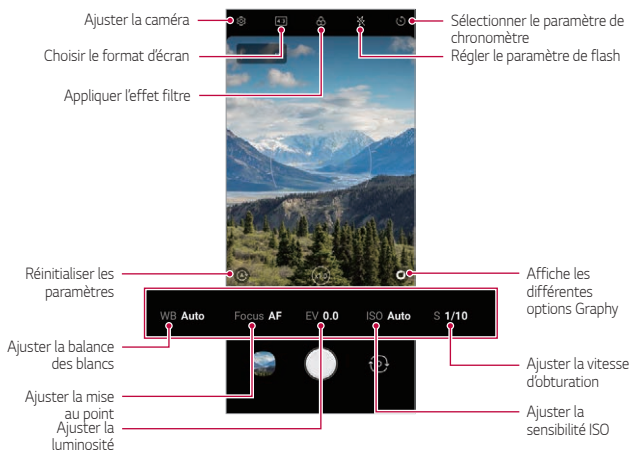 Ajuster la caméra
Choisir le format d'écran
Appliquer l'effet filtre
Sélectionner le paramètre de
chronomètre
Régler le paramètre de flash
Réinitialiser les
paramètres
Affiche les
différentes
options Graphy
WB Auto Focus AF EV 0.0 ISO Auto S 1/10
Ajuster la balance
des blancs
Ajuster la mise
au point
Ajuster la
luminosité
Ajuster la vitesse
d'obturation
Ajuster la
sensibilité ISO